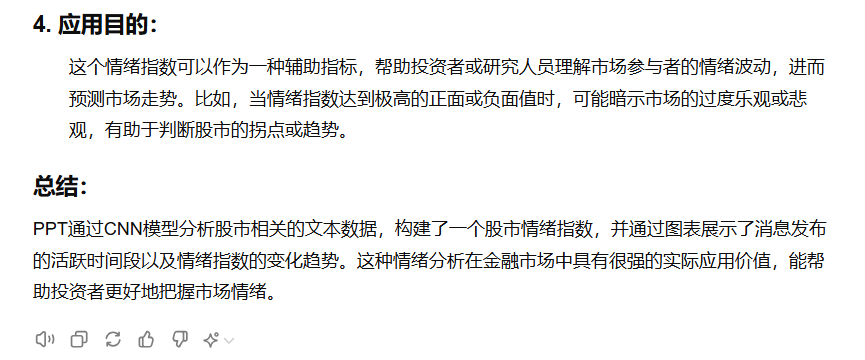 4. 应用目的：
这个情绪指数可以作为一种辅助指标，帮助投资者或研究人员理解市场参与者的情绪波动，进而
预测市场走势。比如，当情绪指数达到极高的正面或负面值时，可能暗示市场的过度乐观或悲
观，有助于判断股市的拐点或趋势。
总结：
PPT通过CNN模型分析股市相关的文本数据，构建了一个股市情绪指数，并通过图表展示了消息发布
的活跃时间段以及情绪指数的变化趋势。这种情绪分析在金融市场中具有很强的实际应用价值，能帮
助投资者更好地把握市场情绪。